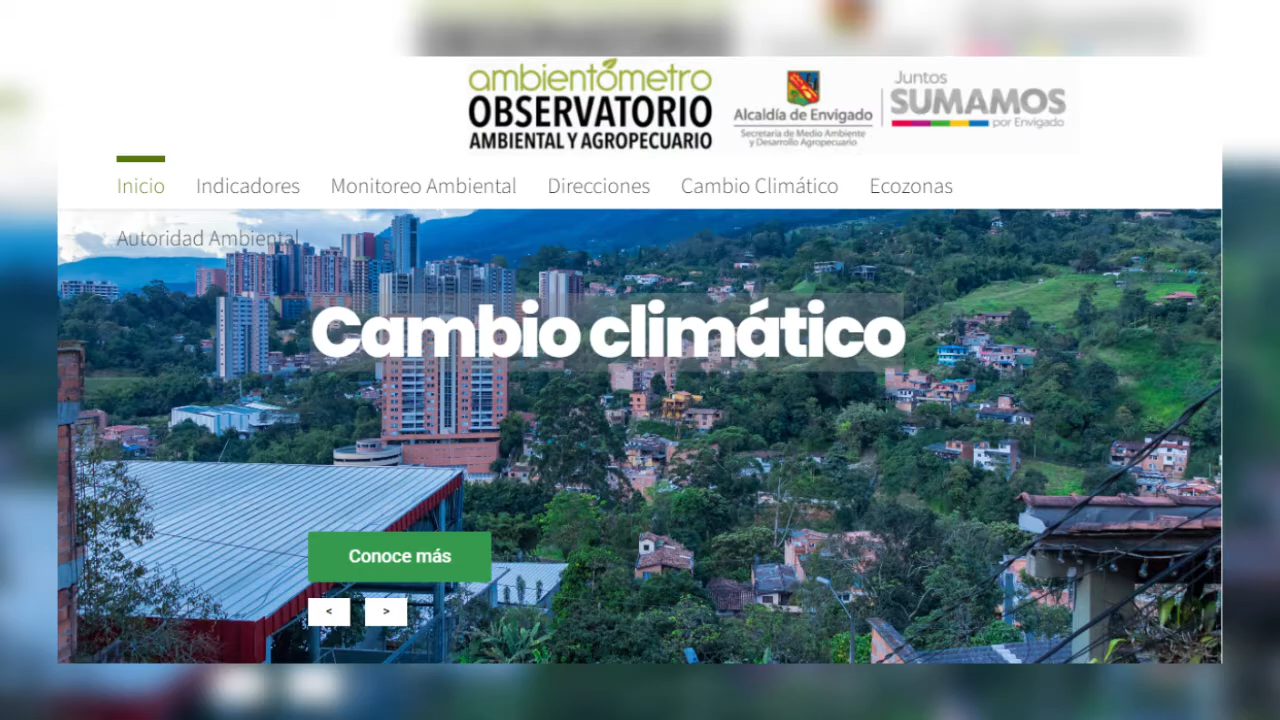 ambientómetro
OBSERVATORIO
AMBIENTAL Y AGROPECUARIO
Alcaldía de Envigado
Secretaría de Medio Ambiente
y Desarrollo Agropecuario
Juntos
SUMAMOS
por Envigado
Inicio Indicadores Monitoreo Ambiental Direcciones Cambio Climático Ecozonas
Autoridad Ambiental
Cambio climático
Conoce más
< >